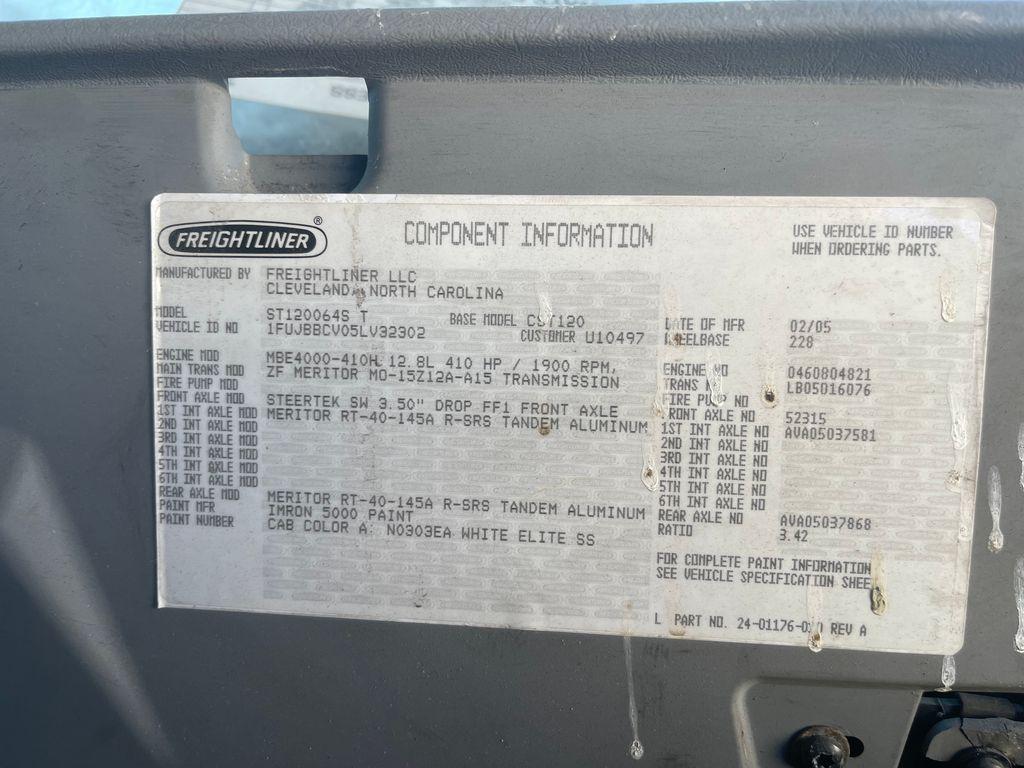 FREIGHTLINER ®
COMPONENT INFORMATION
USE VEHICLE ID NUMBER
WHEN ORDERING PARTS.
MANUFACTURED BY FREIGHTLINER LLC
CLEVELAND, NORTH CAROLINA
MODEL ST120064S T BASE MODEL CST120 DATE OF MFR 02/05
VEHICLE ID NO 1FUJBBCV05LV32302 CUSTOMER U10497 WHEELBASE 228
ENGINE MOD MBE4000-410H 12.8L 410 HP / 1900 RPM, ENGINE NO 0460804821
MAIN TRANS MOD ZF MERITOR MO-15Z12A-A15 TRANSMISSION TRANS NO LB05016076
FIRE PUMP MOD FIRE PUMP NO
FRONT AXLE MOD STEERTEK SW 3.50" DROP FF1 FRONT AXLE FRONT AXLE NO 52315
1ST INT AXLE MOD MERITOR RT-40-145A R-SRS TANDEM ALUMINUM 1ST INT AXLE NO AVA05037581
2ND INT AXLE MOD 2ND INT AXLE NO
3RD INT AXLE MOD 3RD INT AXLE NO
4TH INT AXLE MOD 4TH INT AXLE NO
5TH INT AXLE MOD 5TH INT AXLE NO
6TH INT AXLE MOD 6TH INT AXLE NO
REAR AXLE MOD MERITOR RT-40-145A R-SRS TANDEM ALUMINUM REAR AXLE NO AVA05037868
PAINT MFR IMRON 5000 PAINT RATIO 3.42
PAINT NUMBER CAB COLOR A: N0303EA WHITE ELITE SS
FOR COMPLETE PAINT INFORMATION
SEE VEHICLE SPECIFICATION SHEET
L PART NO. REV A